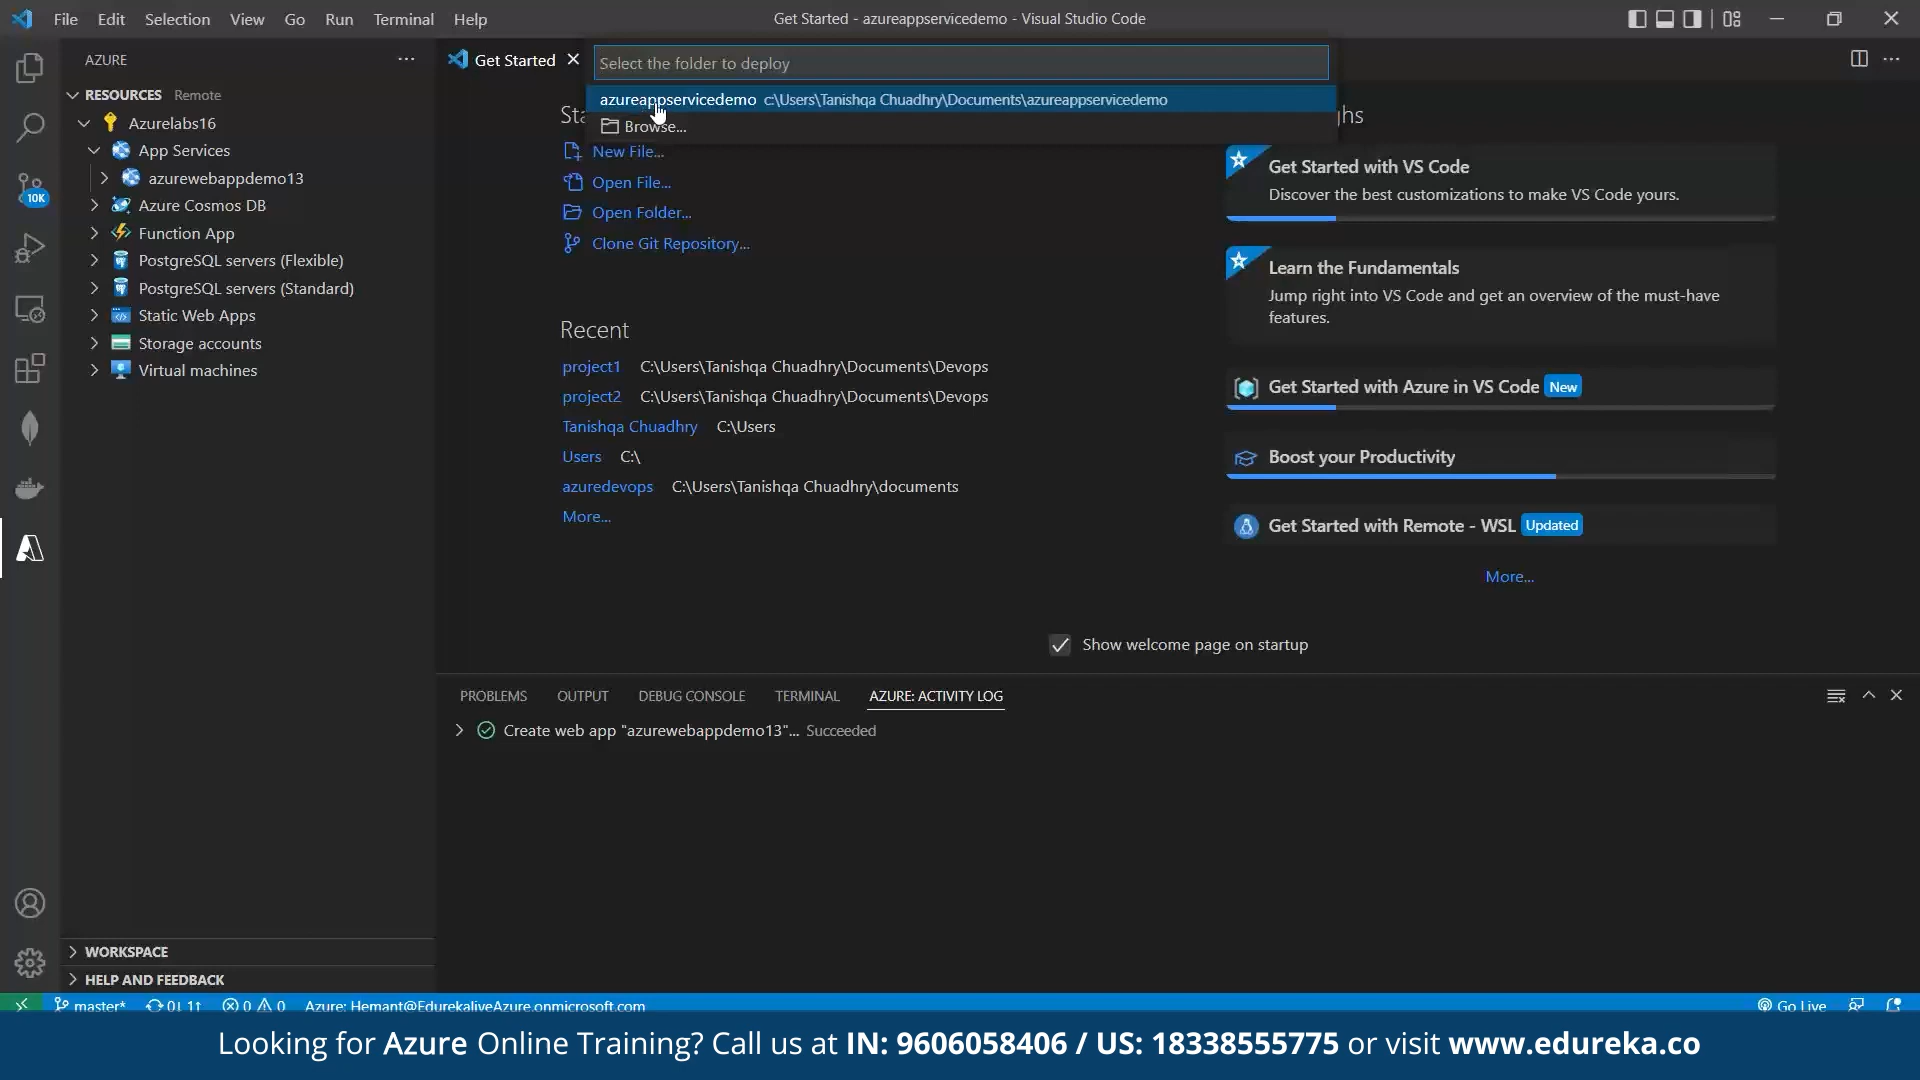 File Edit Selection View Go Run Terminal Help
Get Started - azureappservicedemo - Visual Studio Code
AZURE
RESOURCES Remote
Azurelabs16
App Services
azurewebappdemo13
Azure Cosmos DB
Function App
PostgreSQL servers (Flexible)
PostgreSQL servers (Standard)
Static Web Apps
Storage accounts
Virtual machines
10K
WORKSPACE
HELP AND FEEDBACK
Get Started
Select the folder to deploy
azureappservicedemo c:\Users\Tanishqa Chuadhry\Documents\azureappservicedemo
Browse...
New File...
Open File...
Open Folder...
Clone Git Repository...
Recent
project1 C:\Users\Tanishqa Chuadhry\Documents\Devops
project2 C:\Users\Tanishqa Chuadhry\Documents\Devops
Tanishqa Chuadhry C:\Users
Users C:\
azuredevops C:\Users\Tanishqa Chuadhry\documents
More...
Get Started with VS Code
Discover the best customizations to make VS Code yours.
Learn the Fundamentals
Jump right into VS Code and get an overview of the must-have
features.
Get Started with Azure in VS Code New
Boost your Productivity
Get Started with Remote - WSL Updated
More...
Show welcome page on startup
PROBLEMS OUTPUT DEBUG CONSOLE TERMINAL AZURE: ACTIVITY LOG
Create web app "azurewebappdemo13"... Succeeded
master* 0↓ 1↑ 0 0 Azure: Hemant@EdurekaliveAzure.onmicrosoft.com Go Live
Looking for Azure Online Training? Call us at IN: 9606058406 / US: 18338555775 or visit www.edureka.co